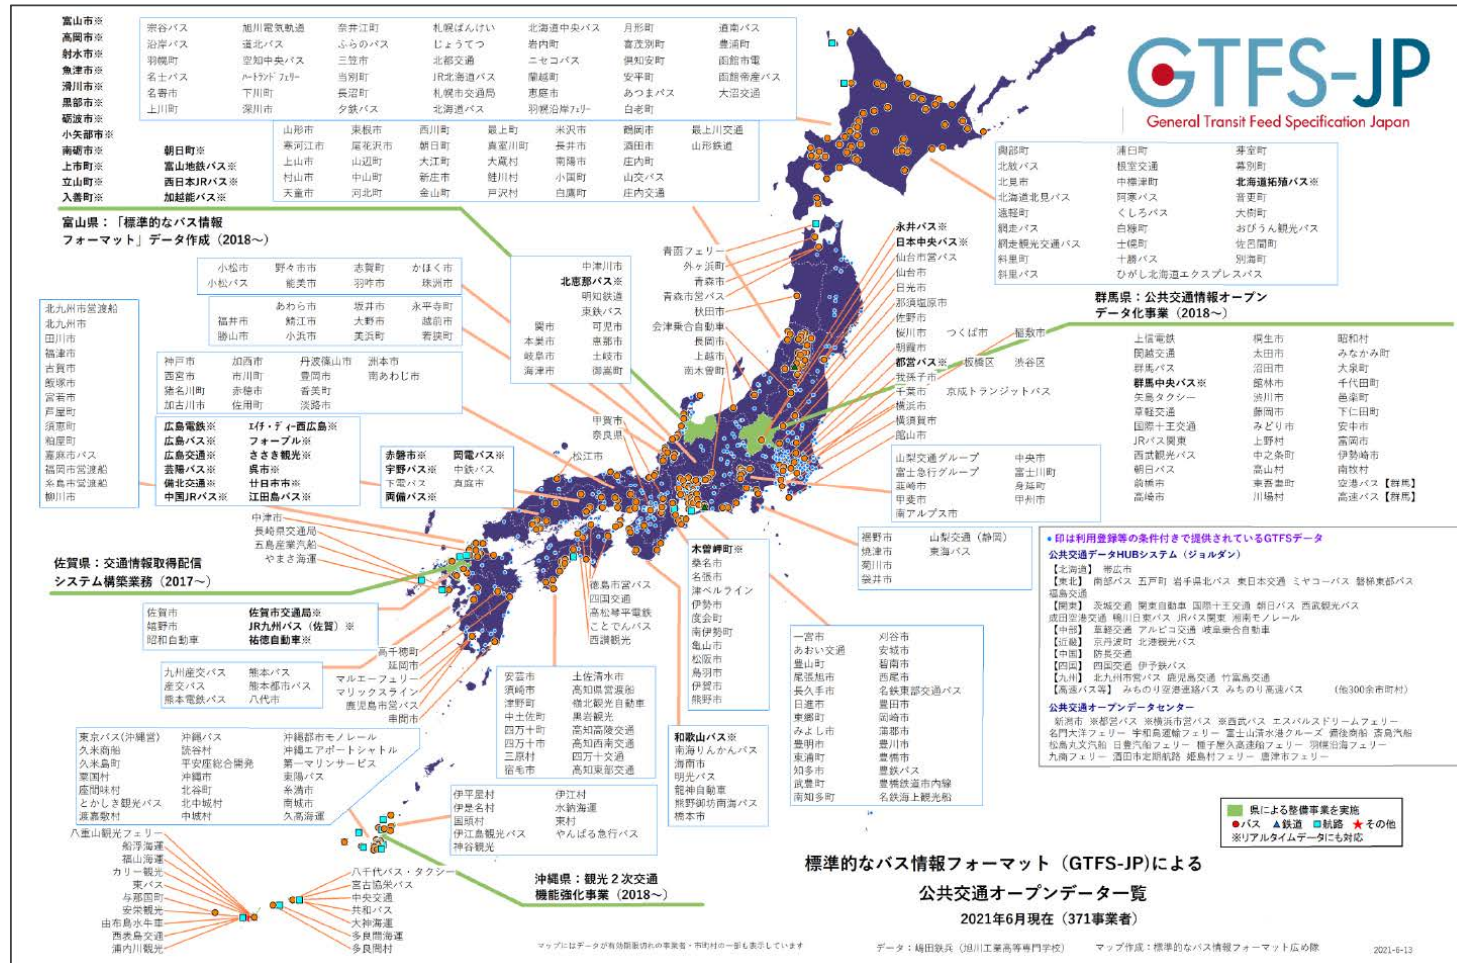 富山市※
高岡市※
射水市※
魚津市※
滑川市※
黒部市※
砺波市※
小矢部市※
南砺市※ 朝日町※
上市町※ 富山地鉄バス※
立山町※ 西日本JRバス※
入善町※ 加越能バス※
富山県：「標準的なバス情報
フォーマット」データ作成（2018～）
宗谷バス 旭川電気軌道 奈井江町 札幌ばんけい 北海道中央バス 月形町 道南バス
沿岸バス 道北バス ふらのバス じょうてつ 岩内町 喜茂別町 豊浦町
羽幌町 空知中央バス 三笠市 北都交通 ニセコバス 倶知安町 函館市電
名士バス ハートランドフェリー 当別町 JR北海道バス 蘭越町 安平町 函館帝産バス
名寄市 下川町 長沼町 札幌市交通局 恵庭市 あつまバス 大沼交通
上川町 深川市 夕鉄バス 北海道バス 羽幌沿岸フェリー 白老町
山形市 東根市 西川町 最上町 米沢市 鶴岡市 最上川交通
寒河江市 尾花沢市 朝日町 真室川町 長井市 酒田市 山形鉄道
上山市 山辺町 大江町 大蔵村 南陽市 庄内町
村山市 中山町 新庄市 鮭川村 小国町 山交バス
天童市 河北町 金山町 戸沢村 白鷹町 庄内交通
GTFS-JP
General Transit Feed Specification Japan
興部町 浦臼町 芽室町
北紋バス 根室交通 幕別町
北見市 中標津町 北海道拓殖バス※
北海道北見バス 阿寒バス 音更町
遠軽町 くしろバス 大樹町
網走バス 白糠町 おびうん観光バス
網走観光交通バス 士幌町 佐呂間町
斜里町 十勝バス 別海町
斜里バス ひがし北海道エクスプレスバス
群馬県：公共交通情報オープン
データ化事業（2018～）
上信電鉄 桐生市 昭和村
関越交通 太田市 みなかみ町
群馬バス 沼田市 大泉町
群馬中央バス※ 館林市 千代田町
矢島タクシー 渋川市 邑楽町
草軽交通 藤岡市 下仁田町
国際十王交通 みどり市 安中市
JRバス関東 上野村 富岡市
西武観光バス 中之条町 伊勢崎市
朝日バス 高山村 南牧村
前橋市 東吾妻町 空港バス【群馬】
高崎市 川場村 高速バス【群馬】
小松市 野々市市 志賀町 かほく市
小松バス 能美市 羽咋市 珠洲市
あわら市 坂井市 永平寺町
福井市 鯖江市 大野市 越前市
勝山市 小浜市 美浜町 若狭町
神戸市 加西市 丹波篠山市 洲本市
西宮市 市川町 豊岡市 南あわじ市
猪名川町 赤穂市 香美町
加古川市 佐用町 淡路市
中津川市
北恵那バス※
明知鉄道
東鉄バス
関市 可児市
本巣市 恵那市
岐阜市 土岐市
海津市 御嵩町
青函フェリー
外ヶ浜町
青森市
青森市営バス
秋田市
会津乗合自動車
長岡市
上越市
南木曽町
永井バス※
日本中央バス※
仙台市営バス
仙台市
日光市
那須塩原市
佐野市
桜川市 つくば市 稲敷市
朝霞市
都営バス※ 板橋区 渋谷区
我孫子市
千葉市 京成トランジットバス
横浜市
横須賀市
館山市
北九州市営渡船
北九州市
田川市
福津市
古賀市
飯塚市
宮若市
芦屋町
須恵町
粕屋町
嘉麻市バス
福岡市営渡船
糸島市営渡船
柳川市
広島電鉄※ エイチ・ディー西広島※
広島バス※ フォーブル※
広島交通※ ささき観光※
芸陽バス※ 呉市※
備北交通※ 廿日市市※
中国JRバス※ 江田島バス※
甲賀市
奈良県
松江市
赤磐市※ 岡電バス※
宇野バス※ 中鉄バス
下電バス 真庭市
両備バス※
山梨交通グループ 中央市
富士急行グループ 富士川町
韮崎市 身延町
甲斐市 甲州市
南アルプス市
裾野市 山梨交通（静岡）
焼津市 東海バス
菊川市
袋井市
中津市
長崎県交通局
五島産業汽船
やまさ海運
佐賀県：交通情報取得配信
システム構築業務（2017～）
佐賀市 佐賀市交通局※
嬉野市 JR九州バス（佐賀）※
昭和自動車 祐徳自動車※
九州産交バス 熊本バス
産交バス 熊本都市バス
熊本電鉄バス 八代市
高千穂町
延岡市
マルエーフェリー
マリックスライン
鹿児島市営バス
串間市
徳島市営バス
四国交通
高松琴平電鉄
ことでんバス
西讃観光
木曽岬町※
桑名市
名張市
津ベルライン
伊勢市
度会町
南伊勢町
亀山市
松阪市
鳥羽市
伊賀市
熊野市
安芸市 土佐清水市
須崎市 高知県営渡船
津野町 嶺北観光自動車
中土佐町 黒岩観光
四万十町 高知高陵交通
四万十市 高知西南交通
三原村 四万十交通
宿毛市 高知東部交通
和歌山バス※
南海りんかんバス
海南市
明光バス
龍神自動車
熊野御坊南海バス
橋本市
一宮市 刈谷市
あおい交通 安城市
豊山町 碧南市
尾張旭市 西尾市
長久手市 名鉄東部交通バス
日進市 豊田市
東郷町 岡崎市
みよし市 蒲郡市
豊明市 豊川市
東浦町 豊橋市
知多市 豊鉄バス
武豊町 豊橋鉄道市内線
南知多町 名鉄海上観光船
●印は利用登録等の条件付きで提供されているGTFSデータ
公共交通データHUBシステム（ジョルダン）
【北海道】 帯広市
【東北】 南部バス 五戸町 岩手県北バス 東日本交通 ミヤコーバス 磐梯東都バス
福島交通
【関東】 茨城交通 関東自動車 国際十王交通 朝日バス 西武観光バス
成田空港交通 鴨川日東バス JRバス関東 湘南モノレール
【中部】 草軽交通 アルピコ交通 岐阜乗合自動車
【近畿】 京丹波町 北港観光バス
【中国】 防長交通
【四国】 四国交通 伊予鉄バス
【九州】 北九州市営バス 鹿児島交通 竹富島交通
【高速バス等】 みちのり空港連絡バス みちのり高速バス （他300余市町村）
公共交通オープンデータセンター
新潟市 ※都営バス ※横浜市営バス ※西武バス エスパルスドリームフェリー
名門大洋フェリー 宇和島運輸フェリー 富士山清水港クルーズ 備後商船 斎島汽船
松島丸文汽船 日豊汽船フェリー 種子屋久高速船フェリー 羽幌沿海フェリー
九商フェリー 酒田市定期航路 姫島村フェリー 唐津市フェリー
東京バス(沖縄営) 沖縄バス 沖縄都市モノレール
久米商船 読谷村 沖縄エアポートシャトル
久米島町 平安座総合開発 第一マリンサービス
粟国村 沖縄市 東陽バス
座間味村 北谷町 糸満市
とかしき観光バス 北中城村 南城市
渡嘉敷村 中城村 久高海運
伊平屋村 伊江村
伊是名村 水納海運
国頭村 東村
伊江島観光バス やんばる急行バス
神谷観光
八重山観光フェリー
船浮海運
福山海運
カリー観光
東バス
与那国町
安栄観光
由布島水牛車
西表島交通
浦内川観光
八千代バス・タクシー
宮古協栄バス
中央交通
共和バス
大神海運
多良間海運
多良間村
沖縄県：観光２次交通
機能強化事業（2018～）
県による整備事業を実施
●バス ▲鉄道 ■航路 ★その他
※リアルタイムデータにも対応
標準的なバス情報フォーマット（GTFS-JP)による
公共交通オープンデータ一覧
2021年6月現在（371事業者）
マップにはデータが有効期限切れの事業者・市町村の一部も表示しています
データ：嶋田鉄兵（旭川工業高等専門学校）
マップ作成：標準的なバス情報フォーマット広め隊
2021-6-13